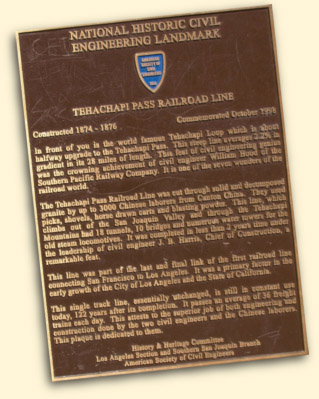 NATIONAL HISTORIC CIVIL
ENGINEERING LANDMARK
AMERICAN
SOCIETY OF
CIVIL
ENGINEERS
TEHACHAPI PASS RAILROAD LINE
Constructed 1874 - 1876 Commemorated October 1998
In front of you is the world famous Tehachapi Loop which is about
halfway upgrade to the Tehachapi Pass. This steep line averages 2.2% in
gradient in its 28 miles of length. This feat of civil engineering genius
was the crowning achievement of civil engineer William Hood of the
Southern Pacific Railway Company. It is one of the seven wonders of the
railroad world.
The Tehachapi Pass Railroad Line was cut through solid and decomposed
granite by up to 3000 Chinese laborers from Canton China. They used
picks, shovels, horse drawn carts and blasting powder. This line, which
climbs out of the San Joaquin Valley and through the Tehachapi
Mountains had 18 tunnels, 10 bridges and numerous water towers for the
old steam locomotives. It was completed in less than 2 years time under
the leadership of civil engineer J. B. Harris, Chief of Construction, a
remarkable feat.
This line was part of the last and final link of the first railroad line
connecting San Francisco to Los Angeles. It was a primary factor in the
early growth of the City of Los Angeles and the State of California.
This single track line, essentially unchanged, is still in constant use
today, 122 years after its completion. It passes an average of 36 freight
trains each day. This attests to the superior job of both engineering and
construction done by the two civil engineers and the Chinese laborers.
This plaque is dedicated to them.
History & Heritage Committee
Los Angeles Section and Southern San Joaquin Branch
American Society of Civil Engineers